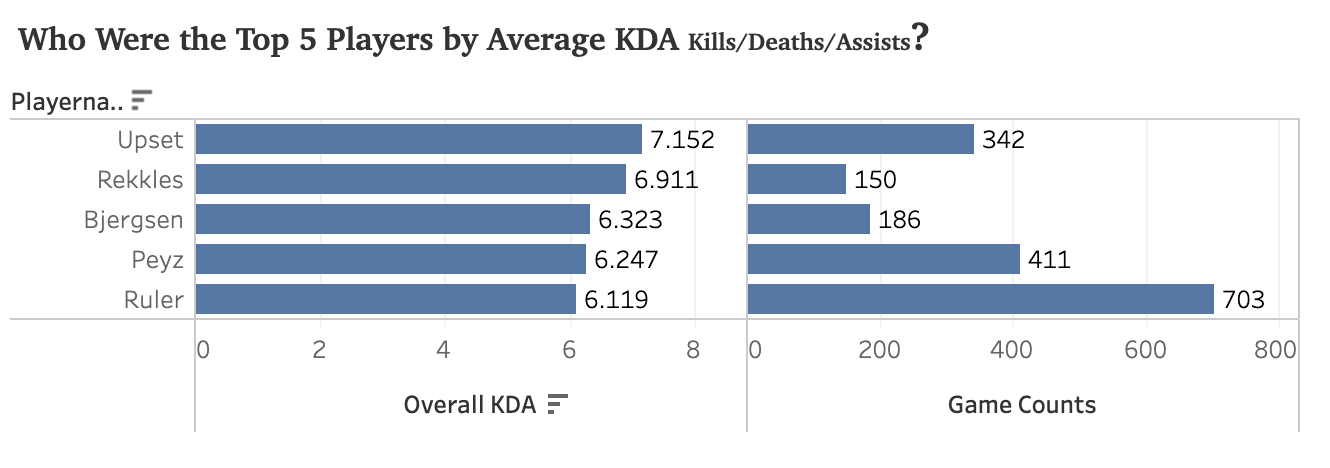 Who Were the Top 5 Players by Average KDA Kills/Deaths/Assists?
Playerna..
Upset 7.152 342
Rekkles 6.911 150
Bjergsen 6.323 186
Peyz 6.247 411
Ruler 6.119 703
0 2 4 6 8 0 200 400 600 800
Overall KDA Game Counts